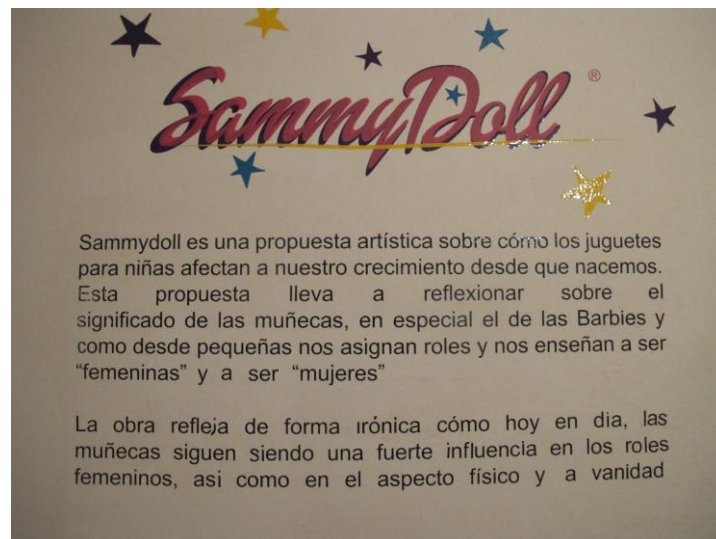 SammyDoll®
Sammydoll es una propuesta artística sobre cómo los juguetes
para niñas afectan a nuestro crecimiento desde que nacemos.
Esta propuesta lleva a reflexionar sobre el
significado de las muñecas, en especial el de las Barbies y
como desde pequeñas nos asignan roles y nos enseñan a ser
“femeninas” y a ser “mujeres”
La obra refleja de forma irónica cómo hoy en dia, las
muñecas siguen siendo una fuerte influencia en los roles
femeninos, asi como en el aspecto físico y a vanidad